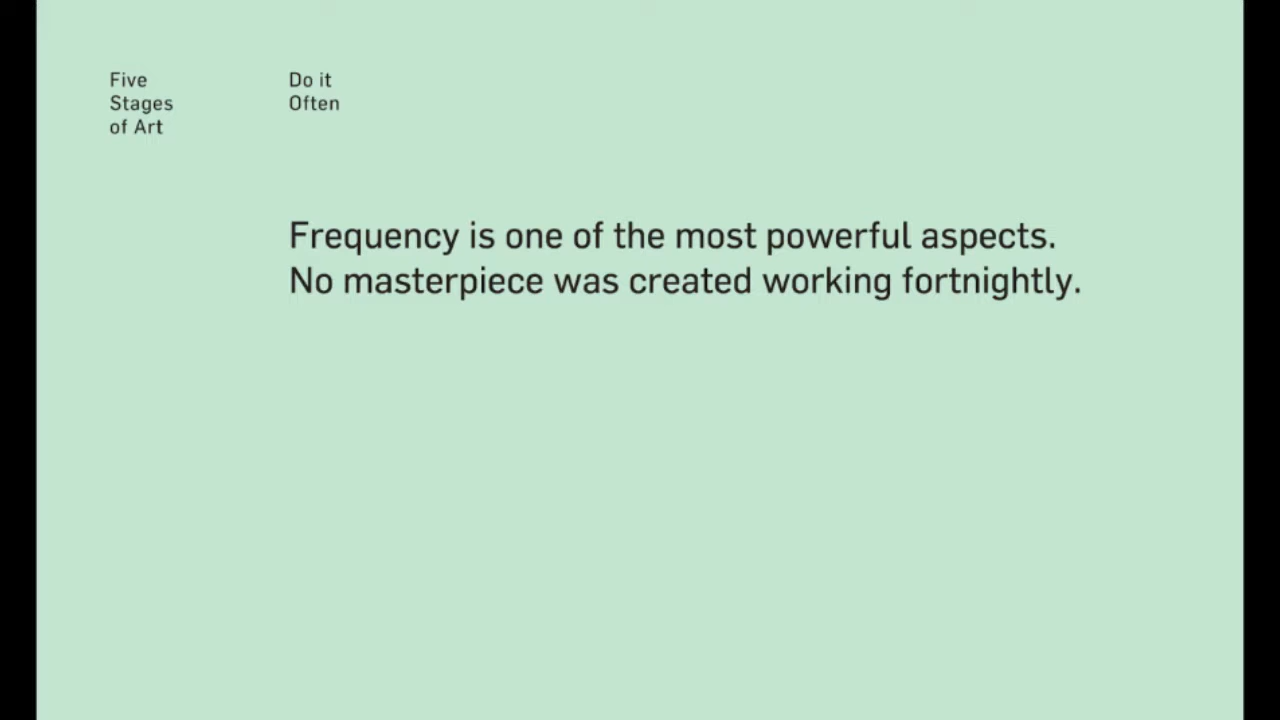 Five
Stages
of Art
Do it
Often
Frequency is one of the most powerful aspects.
No masterpiece was created working fortnightly.